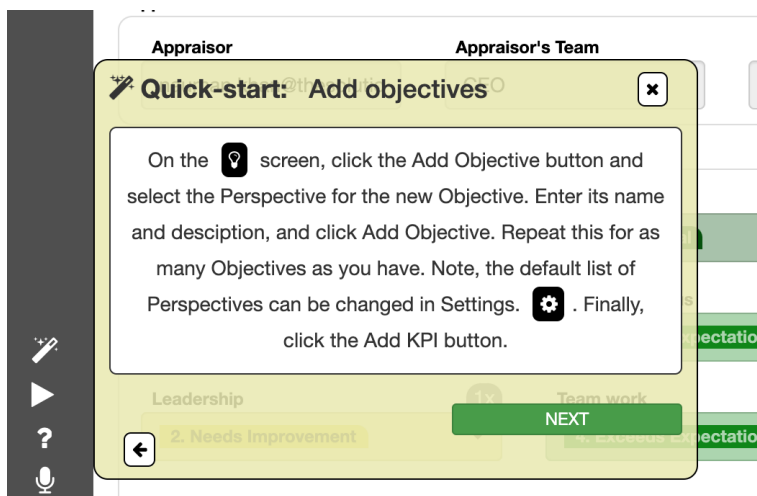 Appraisor Appraisor's Team
Quick-start: Add objectives
CEO
On the screen, click the Add Objective button and
select the Perspective for the new Objective. Enter its name
and desciption, and click Add Objective. Repeat this for as
many Objectives as you have. Note, the default list of
Perspectives can be changed in Settings. . Finally,
click the Add KPI button.
Leadership 1x Team work
NEXT
2. Needs Improvement 4. Exceeds Expectatio